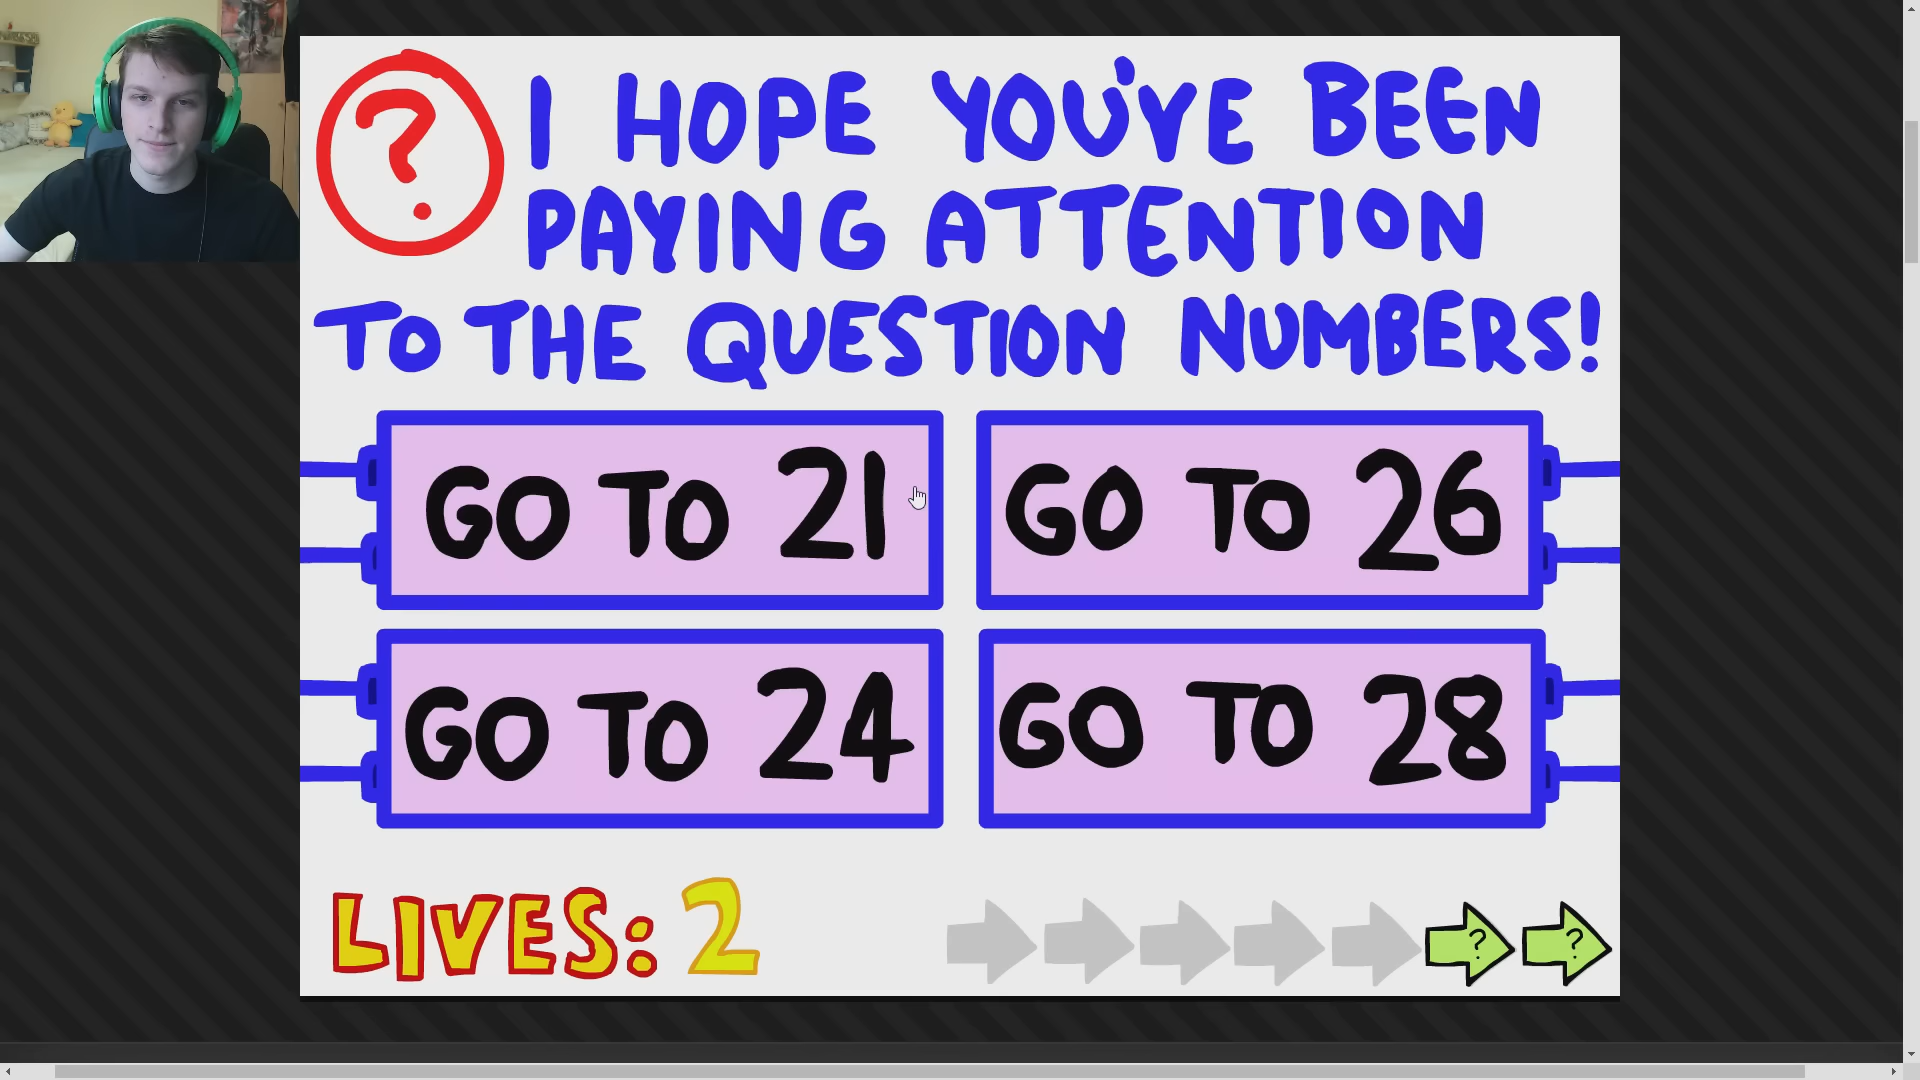 ?
I HOPE YOU'VE BEEN
PAYING ATTENTION
TO THE QUESTION NUMBERS!
GO TO 21
GO TO 26
GO TO 24
GO TO 28
LIVES: 2
? ?